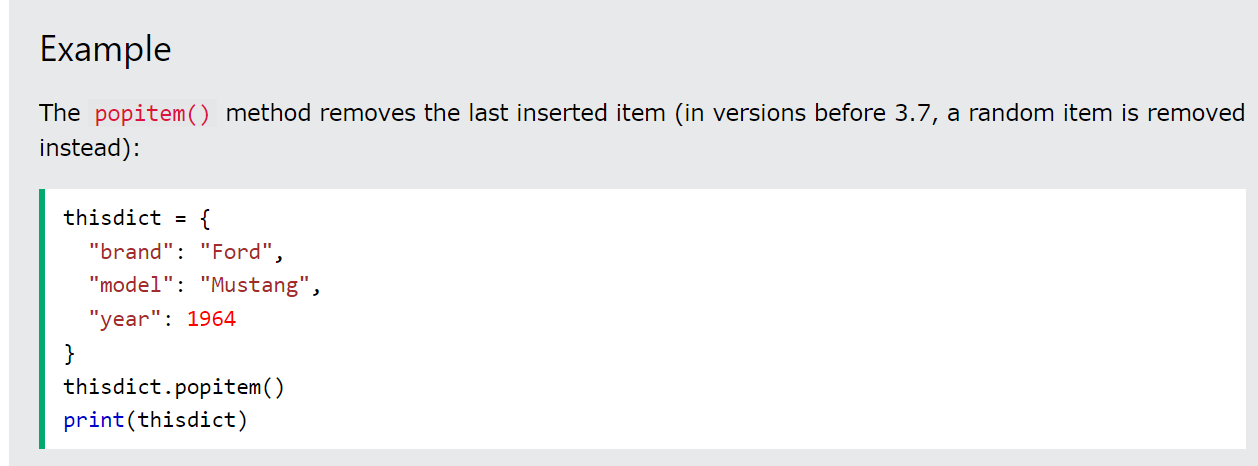 Example
The popitem() method removes the last inserted item (in versions before 3.7, a random item is removed
instead):
thisdict = {
  "brand": "Ford",
  "model": "Mustang",
  "year": 1964
}
thisdict.popitem()
print(thisdict)